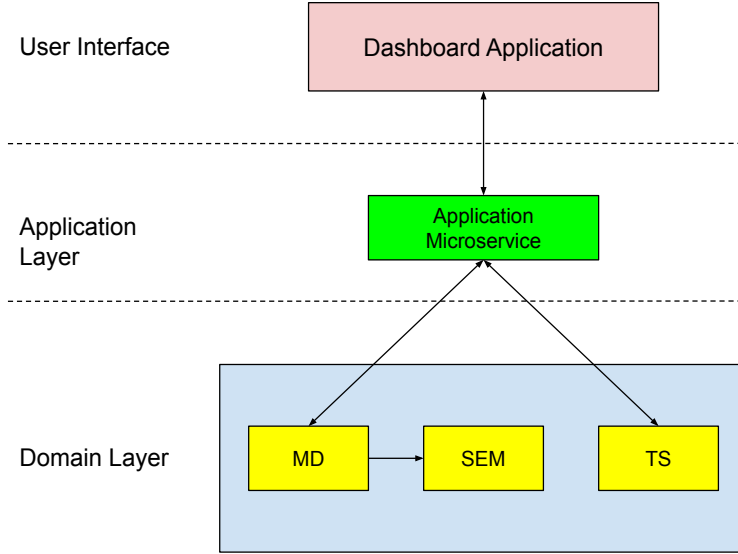 User Interface
Dashboard Application
Application
Layer
Application
Microservice
Domain Layer
MD
SEM
TS